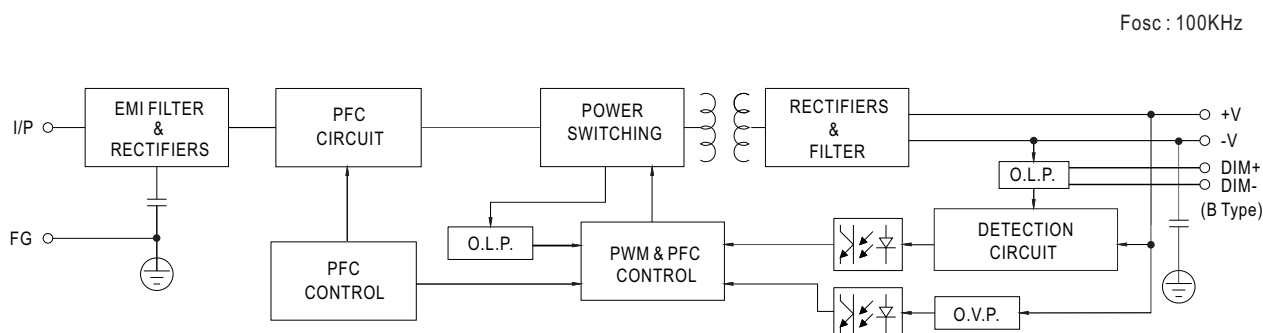 Fosc : 100KHz
I/P
EMI FILTER
&
RECTIFIERS
PFC
CIRCUIT
POWER
SWITCHING
RECTIFIERS
&
FILTER
+V
-V
O.L.P.
DIM+
DIM-
(B Type)
FG
PFC
CONTROL
O.L.P.
PWM & PFC
CONTROL
DETECTION
CIRCUIT
O.V.P.